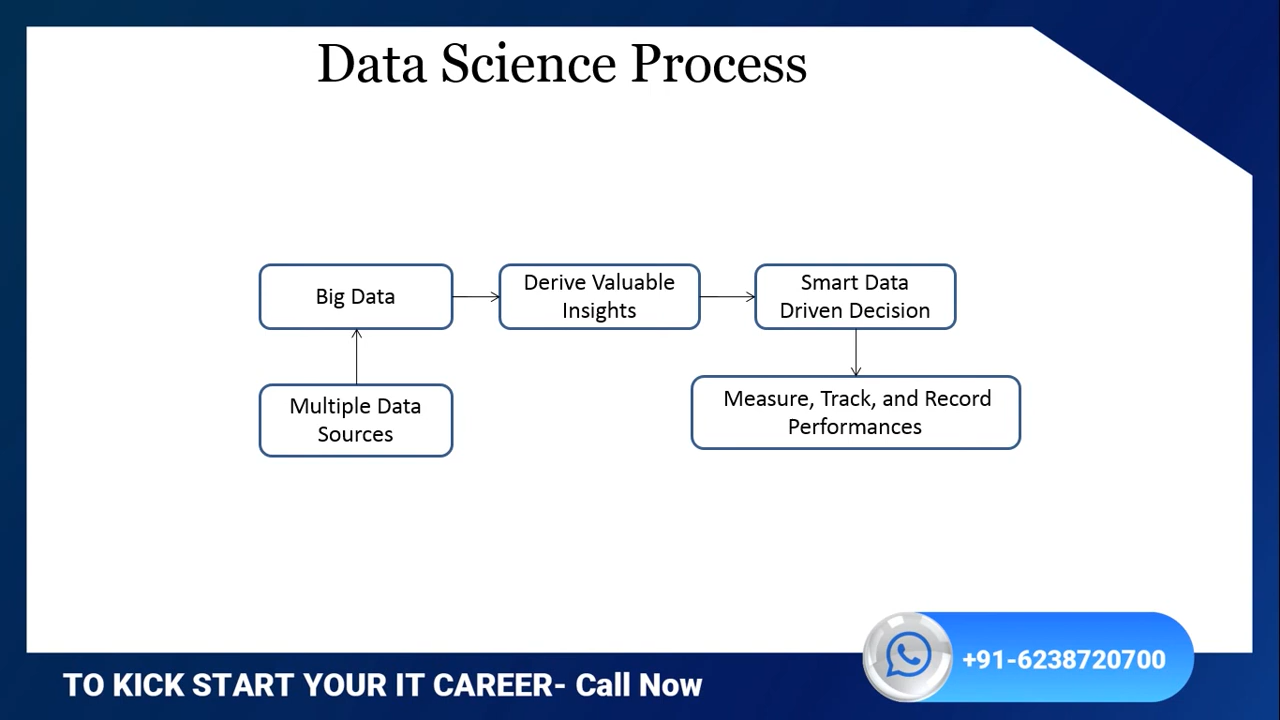 Data Science Process
Big Data
Derive Valuable
Insights
Smart Data
Driven Decision
Multiple Data
Sources
Measure, Track, and Record
Performances
TO KICK START YOUR IT CAREER- Call Now
+91-6238720700